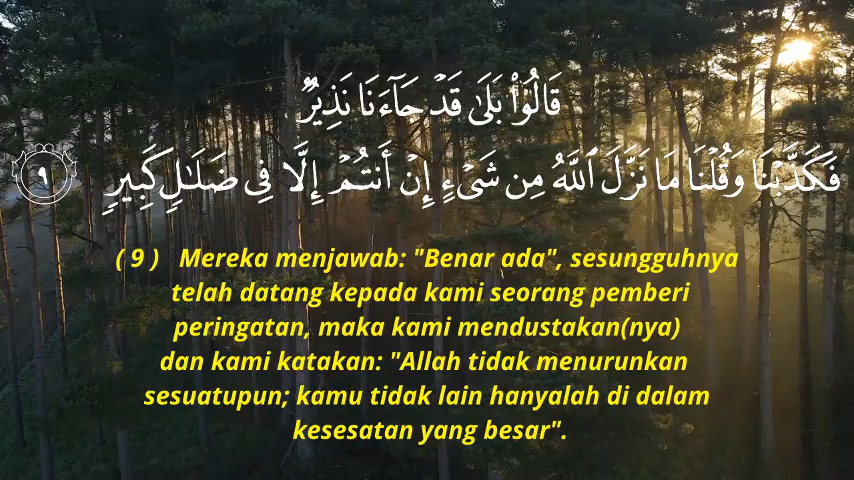 قَالُوا۟ بَلَىٰ قَدْ جَآءَنَا نَذِيرٌ
فَكَذَّبْنَا وَقُلْنَا مَا نَزَّلَ ٱللَّهُ مِن شَىْءٍ إِنْ أَنتُمْ إِلَّا فِى ضَلَـٰلٍ كَبِيرٍ ٩
( 9 ) Mereka menjawab: "Benar ada", sesungguhnya
telah datang kepada kami seorang pemberi
peringatan, maka kami mendustakan(nya)
dan kami katakan: "Allah tidak menurunkan
sesuatupun; kamu tidak lain hanyalah di dalam
kesesatan yang besar".